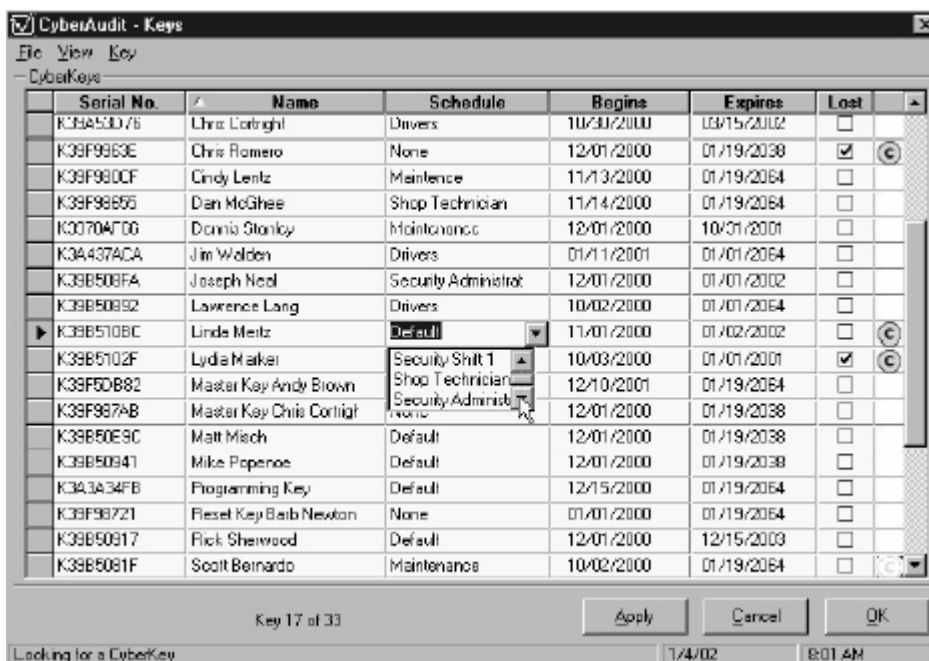 CyberAudit - Keys
File View Key
CyberKeys
Serial No. Name Schedule Begins Expires Lost
K39A53D76 Chris Cortright Drivers 10/30/2000 03/15/2002
K39F9963E Chris Romero None 12/01/2000 01/19/2038 C
K39F980CF Cindy Lentz Maintence 11/13/2000 01/19/2064
K39F98655 Dan McGhee Shop Technician 11/14/2000 01/19/2064
Dennis Stanley Maintenance 12/01/2000 10/31/2001
K3A437ACA Jim Walden Drivers 01/11/2001 01/01/2064
K39B508FA Joseph Neal Security Administrat 12/01/2000 01/01/2002
K39B50892 Lawrence Lang Drivers 10/02/2000 01/01/2064
K39B510BC Linda Mertz Default 11/01/2000 01/02/2002 C
K39B5102F Lydia Marker Security Shift 1 10/03/2000 01/01/2001 C
K39F5DB82 Master Key Andy Brown Shop Technician 12/10/2001 01/19/2064
Security Administ
K39F987AB Master Key Chris Cortrigh None 12/01/2000 01/19/2038
K39B50E9C Matt Misch Default 12/01/2000 01/19/2038
K39B50941 Mike Popenoe Default 12/01/2000 01/19/2038
K3A3A34FB Programming Key Default 12/15/2000 01/19/2064
K39F98721 Reset Key Barb Newton None 01/01/2000 01/19/2064
K39B50917 Rick Sherwood Default 12/01/2000 12/15/2003
K39B5081F Scott Bernardo Maintenance 10/02/2000 01/19/2064 C
Key 17 of 33 Apply Cancel OK
Looking for a CyberKey 1/4/02 8:01 AM